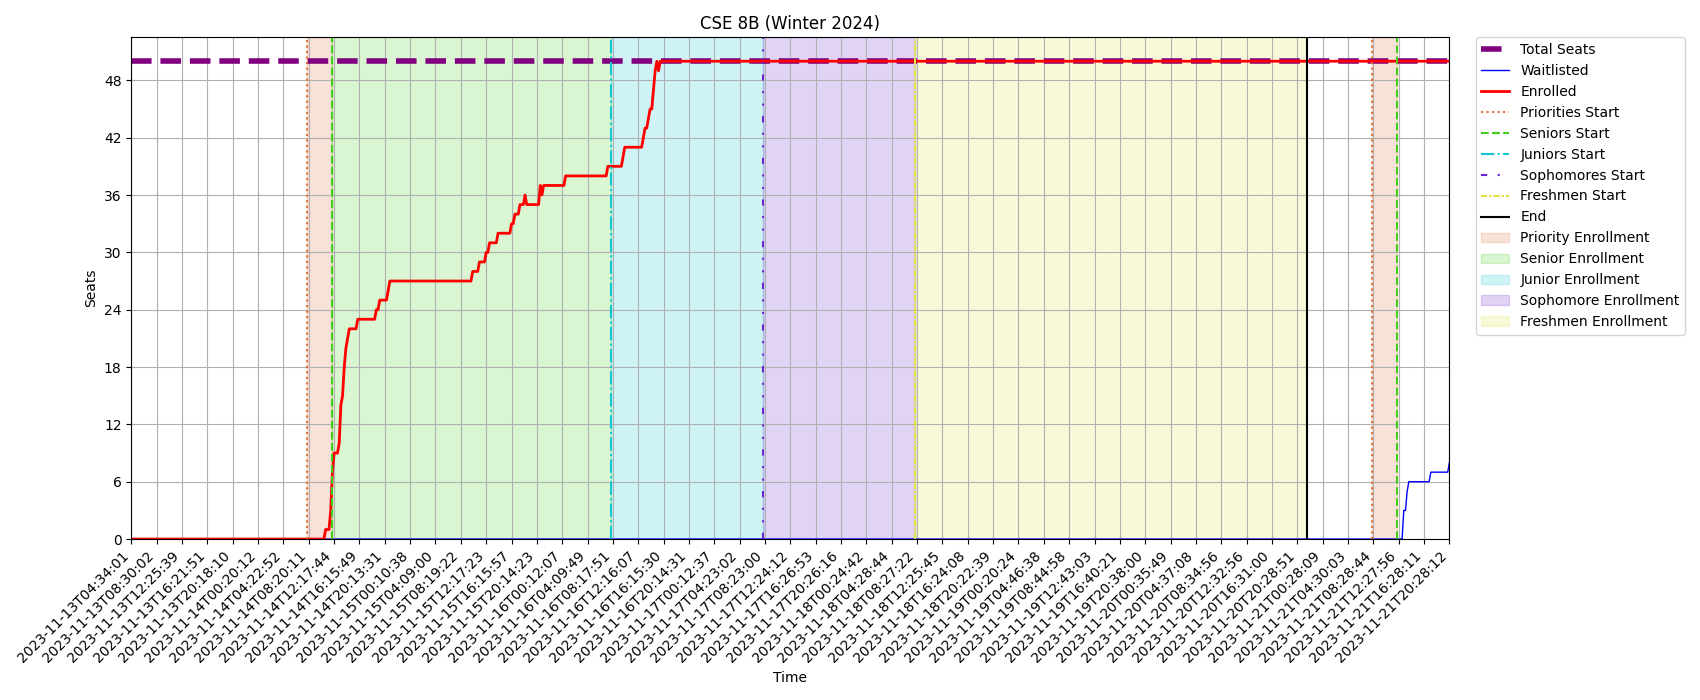 CSE 8B (Winter 2024)
Total Seats
Waitlisted
Enrolled
Priorities Start
Seniors Start
Juniors Start
Sophomores Start
Freshmen Start
End
Priority Enrollment
Senior Enrollment
Junior Enrollment
Sophomore Enrollment
Freshmen Enrollment
Seats
48
42
36
30
24
18
12
6
0
2023-11-13T04:34:01
2023-11-13T08:30:02
2023-11-13T12:25:39
2023-11-13T16:21:51
2023-11-13T20:18:10
2023-11-14T00:20:12
2023-11-14T04:22:52
2023-11-14T08:20:11
2023-11-14T12:17:44
2023-11-14T16:15:49
2023-11-14T20:13:31
2023-11-15T00:10:38
2023-11-15T04:09:00
2023-11-15T08:19:22
2023-11-15T12:17:23
2023-11-15T16:15:57
2023-11-15T20:14:23
2023-11-16T00:12:07
2023-11-16T04:09:49
2023-11-16T08:17:51
2023-11-16T12:16:07
2023-11-16T16:15:30
2023-11-16T20:14:31
2023-11-17T00:12:37
2023-11-17T04:23:02
2023-11-17T08:23:00
2023-11-17T12:24:12
2023-11-17T16:26:53
2023-11-17T20:26:16
2023-11-18T00:24:42
2023-11-18T04:28:44
2023-11-18T08:27:22
2023-11-18T12:25:45
2023-11-18T16:24:08
2023-11-18T20:22:39
2023-11-19T00:20:24
2023-11-19T04:46:38
2023-11-19T08:44:58
2023-11-19T12:43:03
2023-11-19T16:40:21
2023-11-19T20:38:00
2023-11-20T00:35:49
2023-11-20T04:37:08
2023-11-20T08:34:56
2023-11-20T12:32:56
2023-11-20T16:31:00
2023-11-20T20:28:51
2023-11-21T00:28:09
2023-11-21T04:30:03
2023-11-21T08:28:44
2023-11-21T12:27:56
2023-11-21T16:28:11
2023-11-21T20:28:12
Time